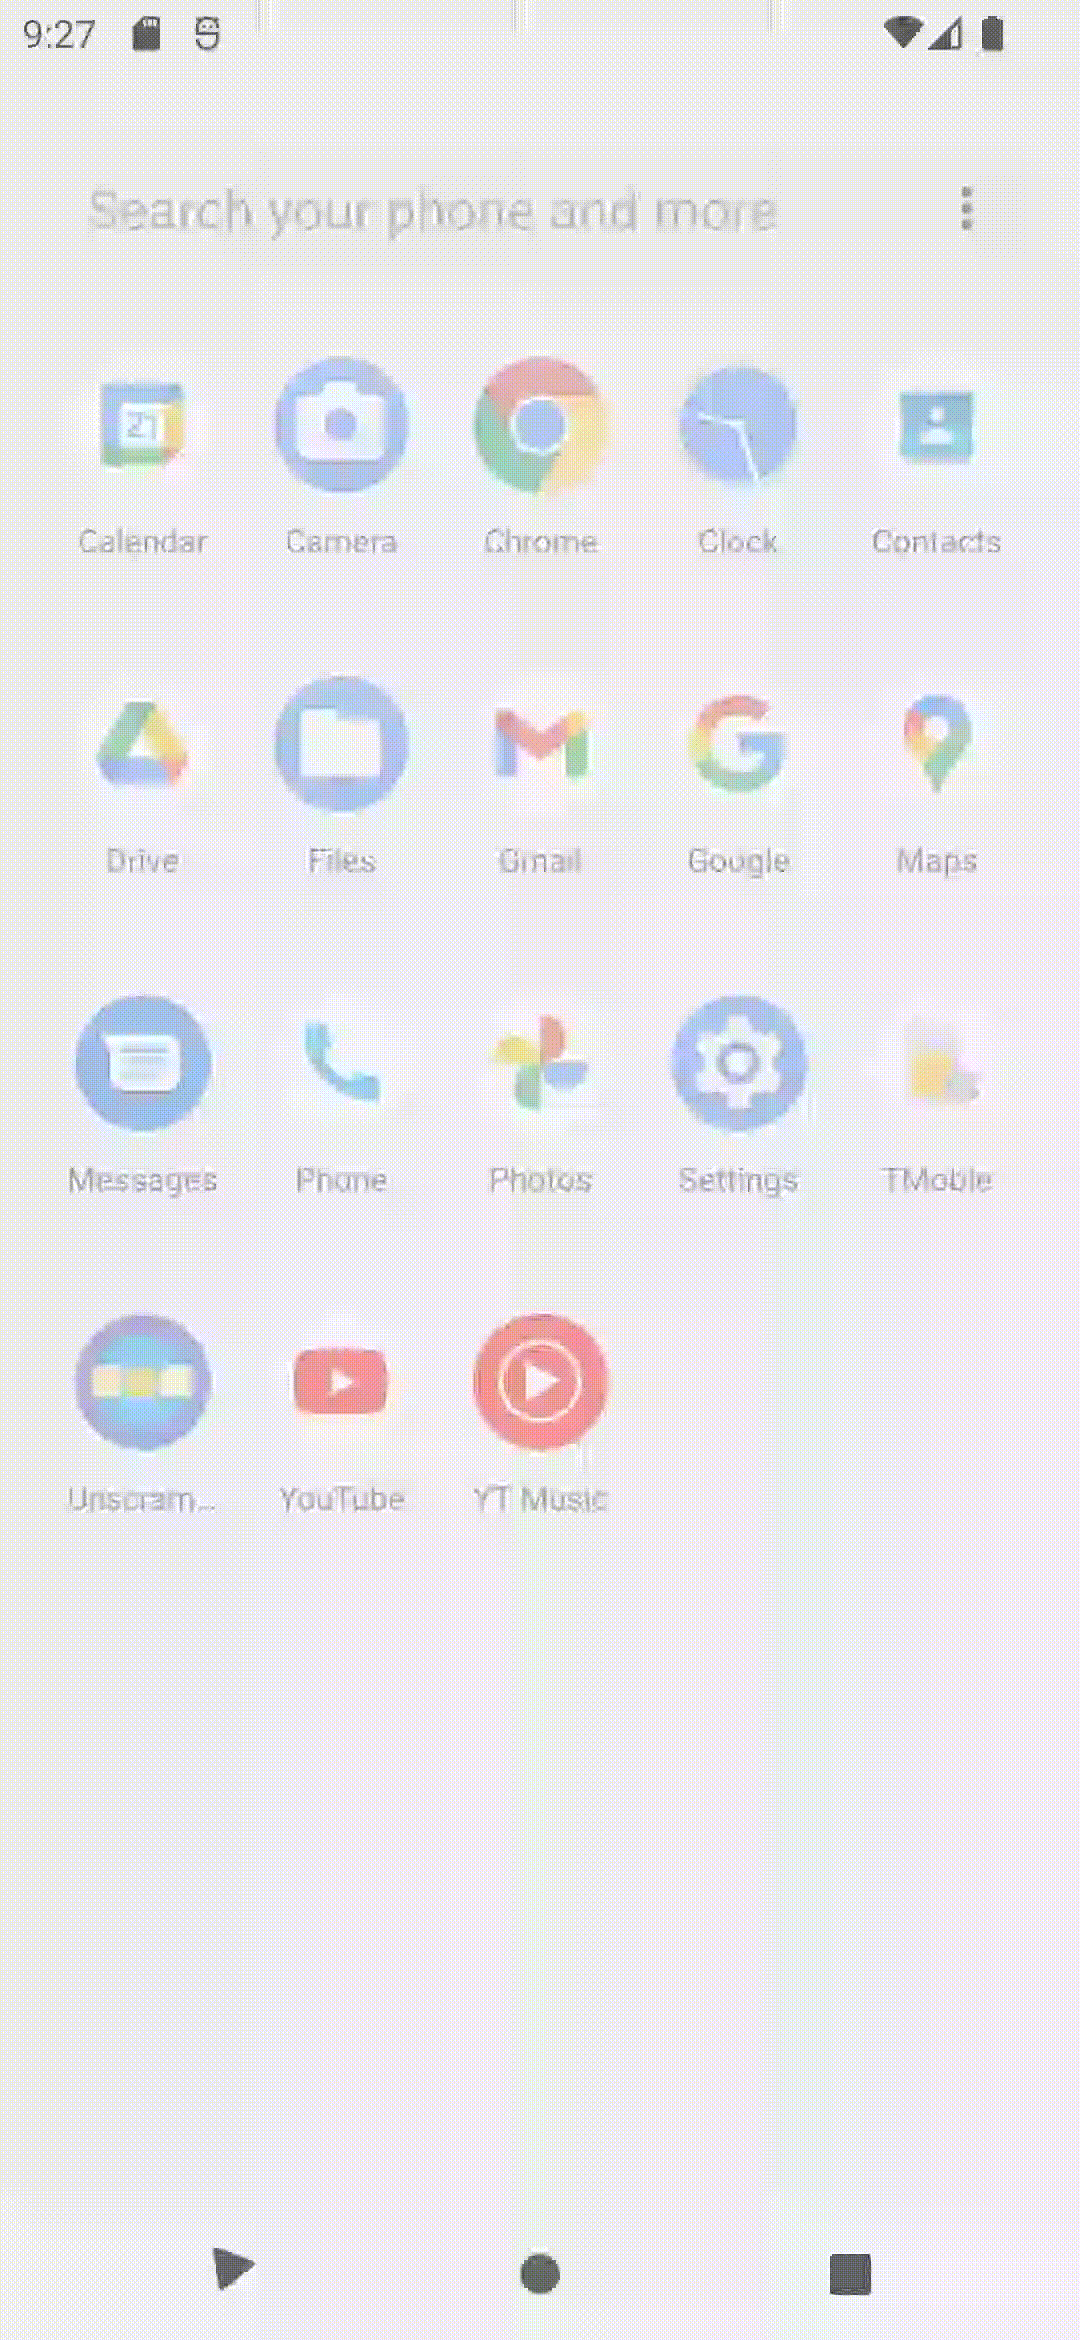 9:27
Search your phone and more
Calendar Camera Chrome Clock Contacts
Drive Files Gmail Google Maps
Messages Phone Photos Settings TMoble
Unscram... YouTube YT Music